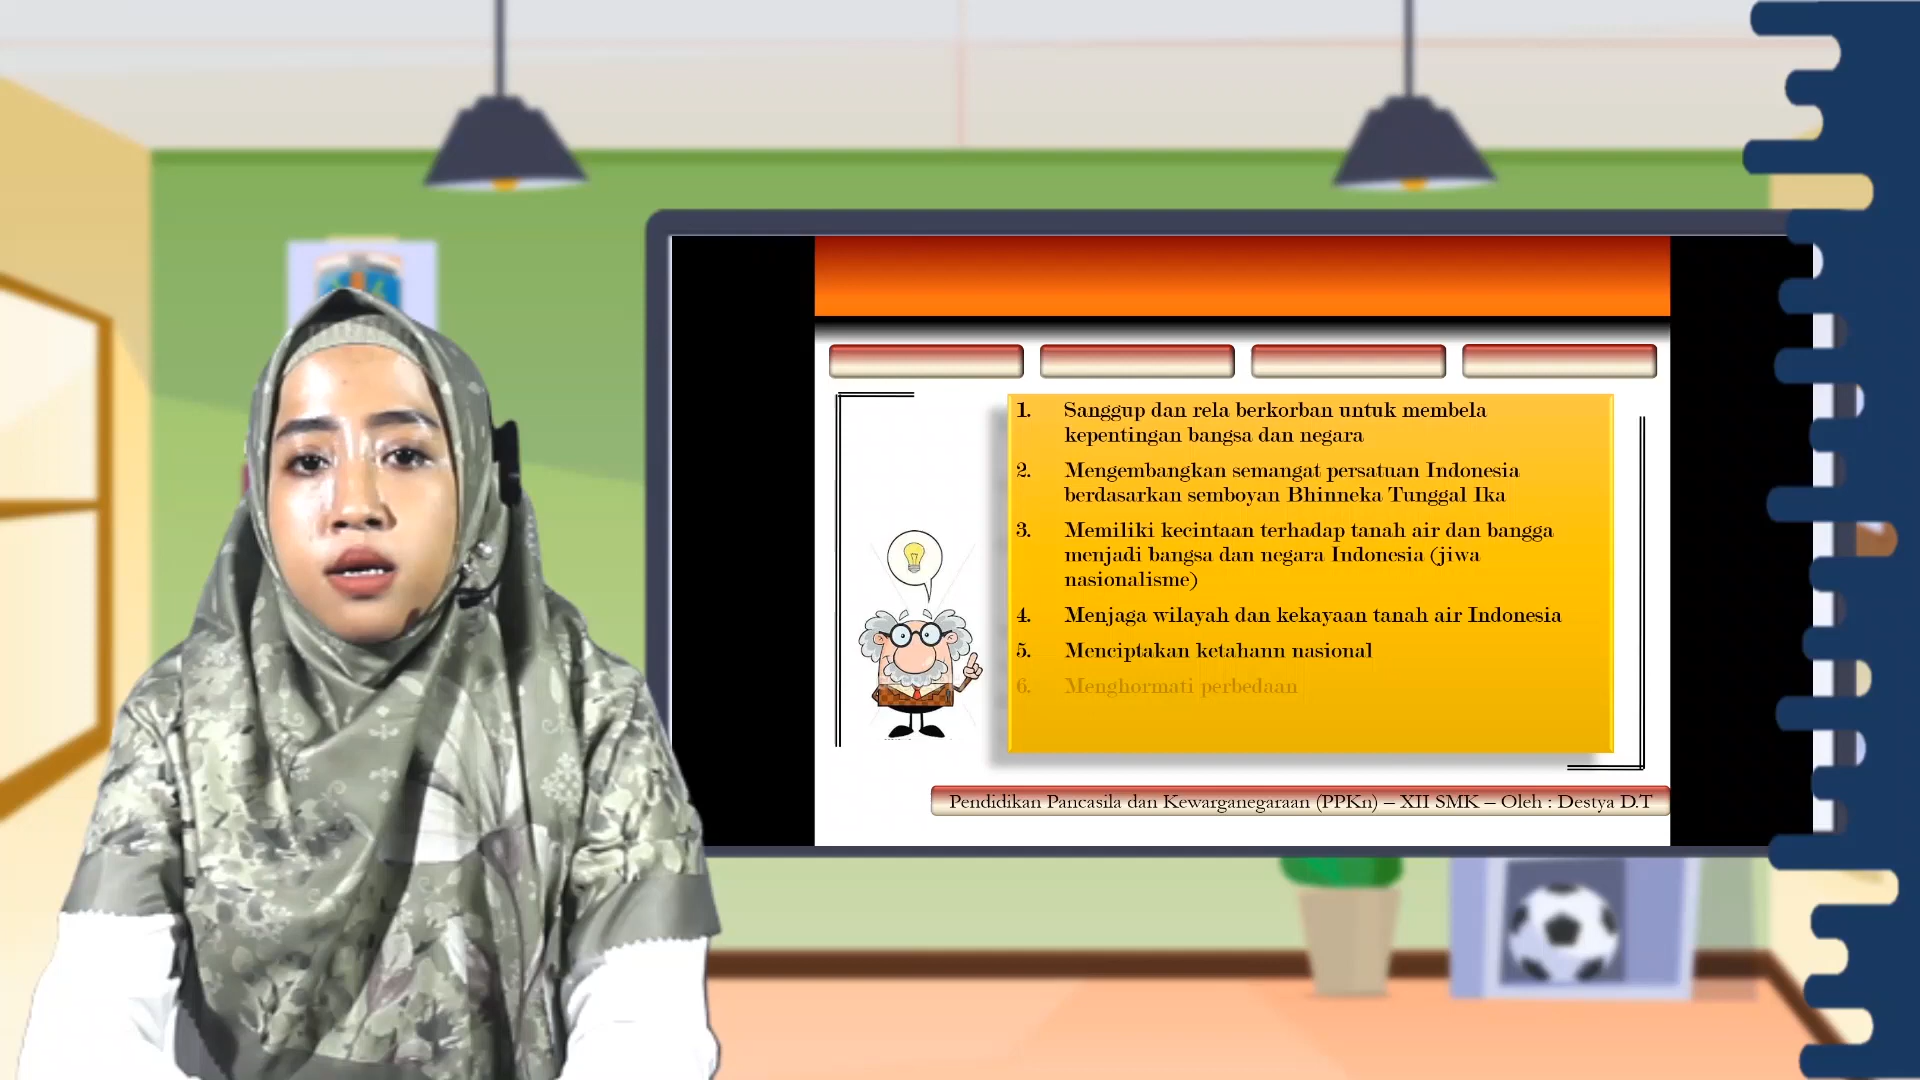 1. Sanggup dan rela berkorban untuk membela
kepentingan bangsa dan negara
2. Mengembangkan semangat persatuan Indonesia
berdasarkan semboyan Bhinneka Tunggal Ika
3. Memiliki kecintaan terhadap tanah air dan bangga
menjadi bangsa dan negara Indonesia (jiwa
nasionalisme)
4. Menjaga wilayah dan kekayaan tanah air Indonesia
5. Menciptakan ketahann nasional
6. Menghormati perbedaan
Pendidikan Pancasila dan Kewarganegaraan (PPKn) – XII SMK – Oleh : Destya D.T